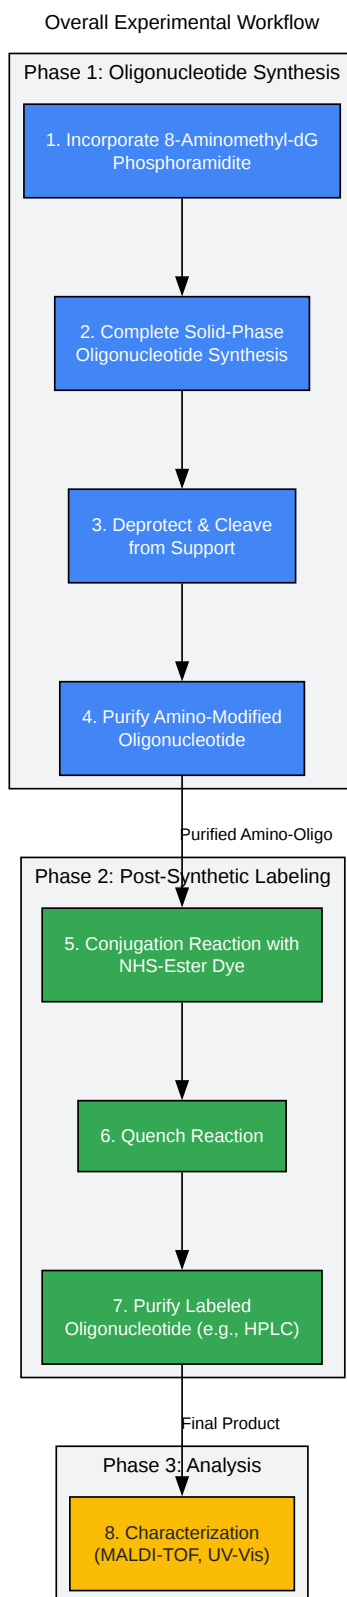 Overall Experimental Workflow
Phase 1: Oligonucleotide Synthesis
1. Incorporate 8-Aminomethyl-dG
Phosphoramidite
2. Complete Solid-Phase
Oligonucleotide Synthesis
3. Deprotect & Cleave
from Support
4. Purify Amino-Modified
Oligonucleotide
Purified Amino-Oligo
Phase 2: Post-Synthetic Labeling
5. Conjugation Reaction with
NHS-Ester Dye
6. Quench Reaction
7. Purify Labeled
Oligonucleotide (e.g., HPLC)
Final Product
Phase 3: Analysis
8. Characterization
(MALDI-TOF, UV-Vis)